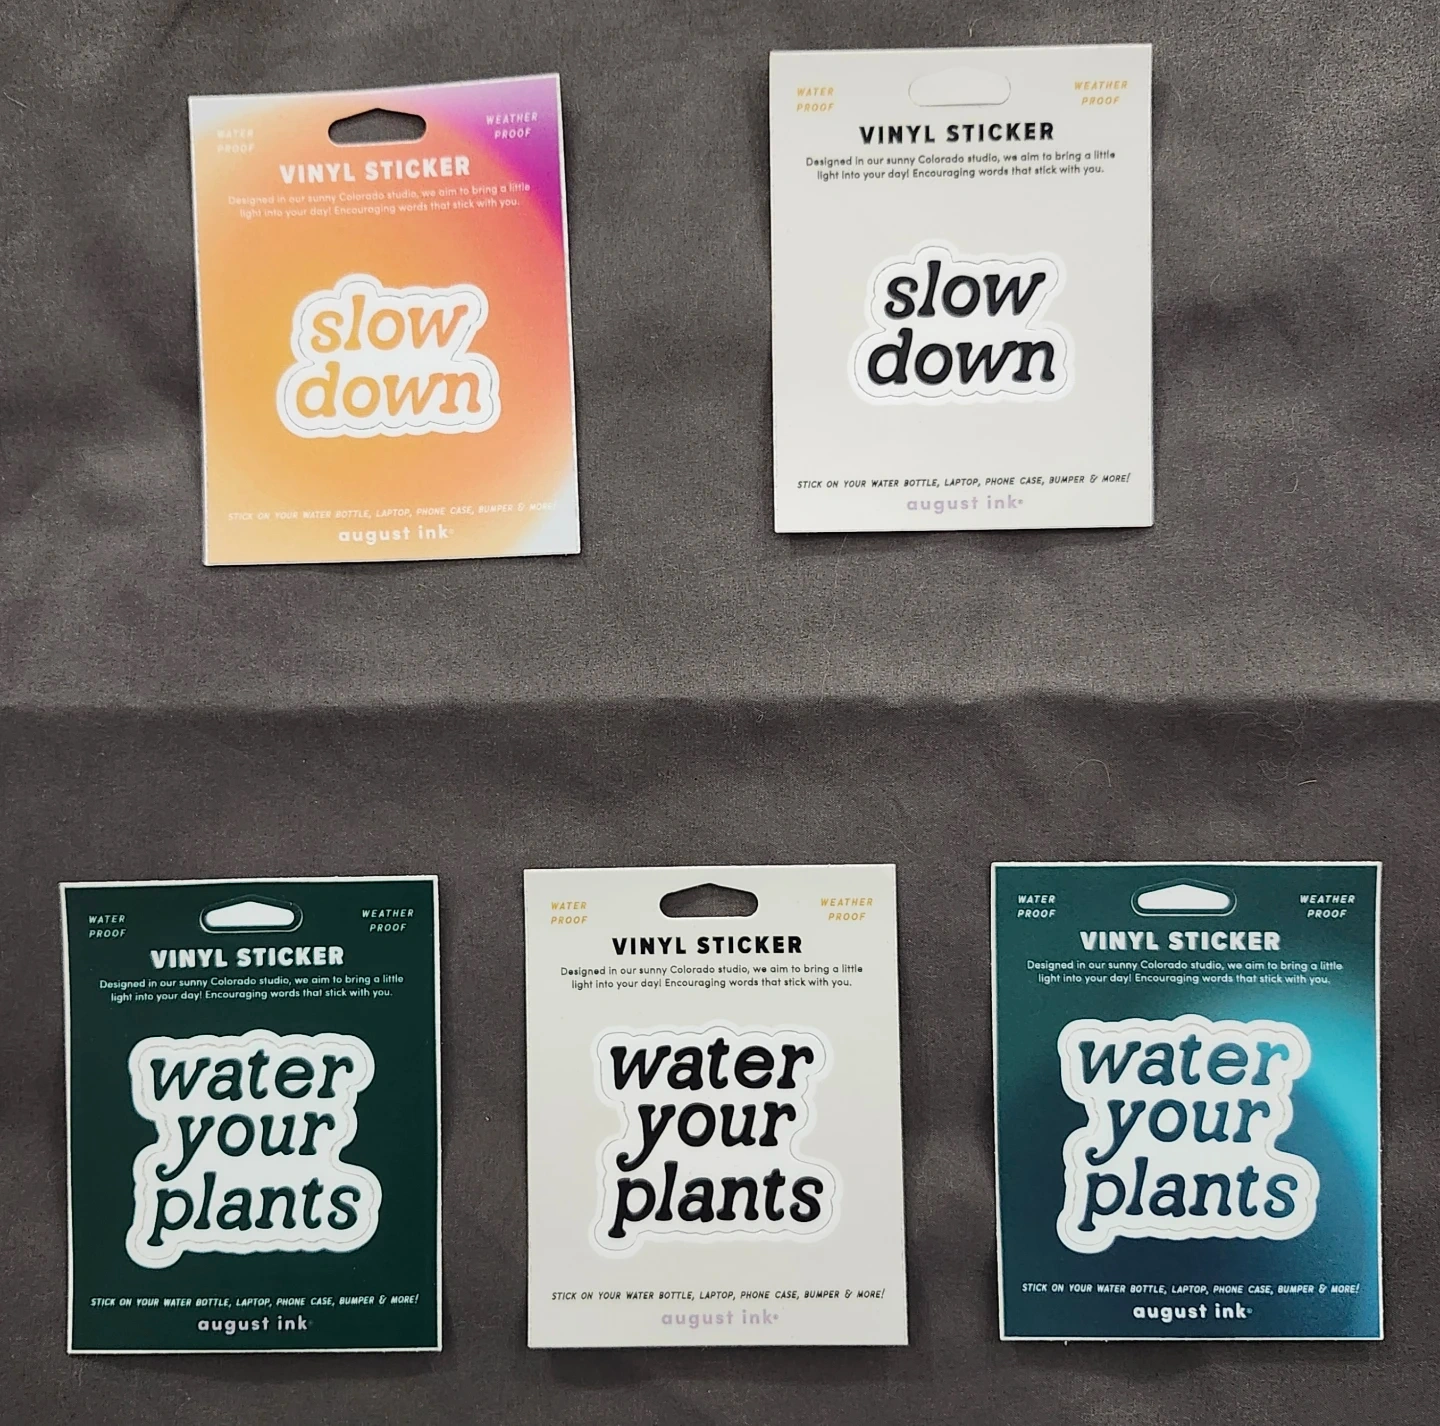 WATER
PROOF
WEATHER
PROOF
VINYL STICKER
Designed in our sunny Colorado studio, we aim to bring a little
light into your day! Encouraging words that stick with you.
slow
down
STICK ON YOUR WATER BOTTLE, LAPTOP, PHONE CASE, BUMPER & MORE!
august ink
WATER
PROOF
WEATHER
PROOF
VINYL STICKER
Designed in our sunny Colorado studio, we aim to bring a little
light into your day! Encouraging words that stick with you.
slow
down
STICK ON YOUR WATER BOTTLE, LAPTOP, PHONE CASE, BUMPER & MORE!
august ink
WATER
PROOF
WEATHER
PROOF
VINYL STICKER
Designed in our sunny Colorado studio, we aim to bring a little
light into your day! Encouraging words that stick with you.
water
your
plants
STICK ON YOUR WATER BOTTLE, LAPTOP, PHONE CASE, BUMPER & MORE!
august ink
WATER
PROOF
WEATHER
PROOF
VINYL STICKER
Designed in our sunny Colorado studio, we aim to bring a little
light into your day! Encouraging words that stick with you.
water
your
plants
STICK ON YOUR WATER BOTTLE, LAPTOP, PHONE CASE, BUMPER & MORE!
august ink
WATER
PROOF
WEATHER
PROOF
VINYL STICKER
Designed in our sunny Colorado studio, we aim to bring a little
light into your day! Encouraging words that stick with you.
water
your
plants
STICK ON YOUR WATER BOTTLE, LAPTOP, PHONE CASE, BUMPER & MORE!
august ink